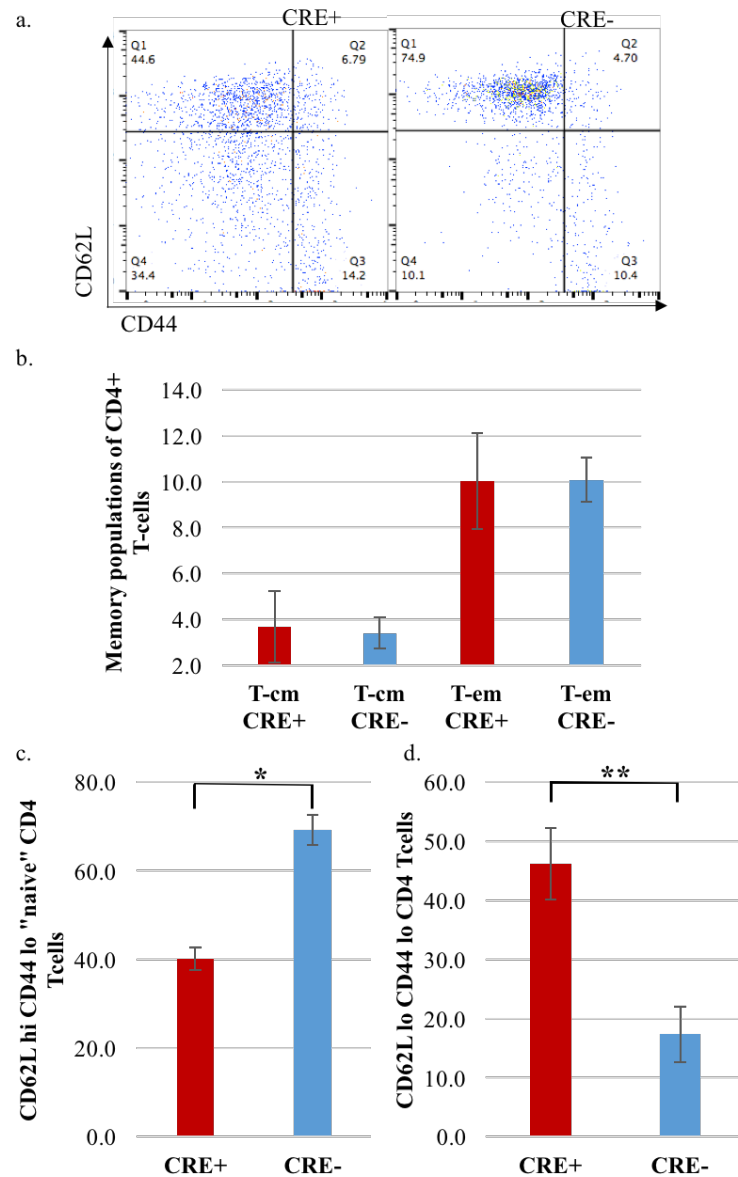 a.
CRE+
CRE-
Q1
44.6
Q2
6.79
Q1
74.9
Q2
4.70
CD62L
Q4
34.4
Q3
14.2
Q4
10.1
Q3
10.4
CD44
b.
Memory populations of CD4+
T-cells
14.0
12.0
10.0
8.0
6.0
4.0
2.0
T-cm
CRE+
T-cm
CRE-
T-em
CRE+
T-em
CRE-
c.
CD62L hi CD44 lo "naive" CD4
Tcells
80.0
60.0
40.0
20.0
0.0
*
CRE+
CRE-
d.
CD62L lo CD44 lo CD4 Tcells
60.0
50.0
40.0
30.0
20.0
10.0
0.0
**
CRE+
CRE-